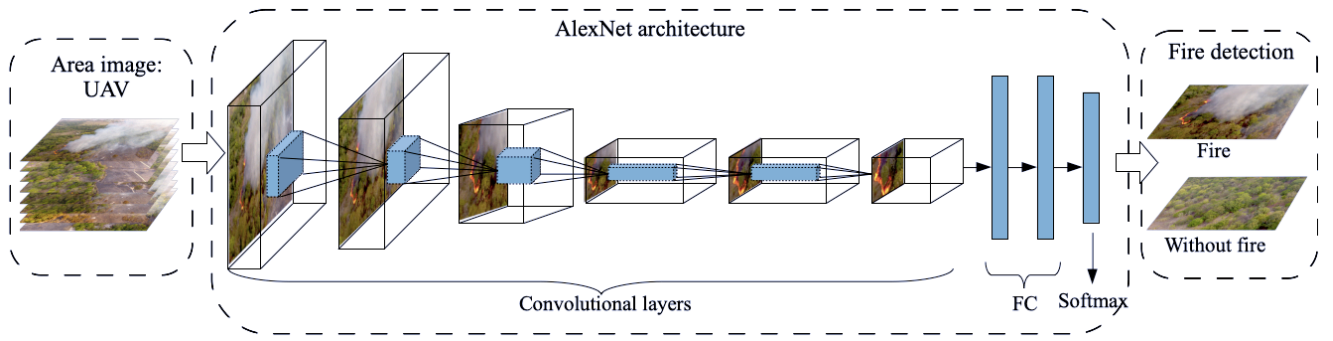 AlexNet architecture
Area image:
UAV
Convolutional layers
FC
Softmax
Fire detection
Fire
Without fire